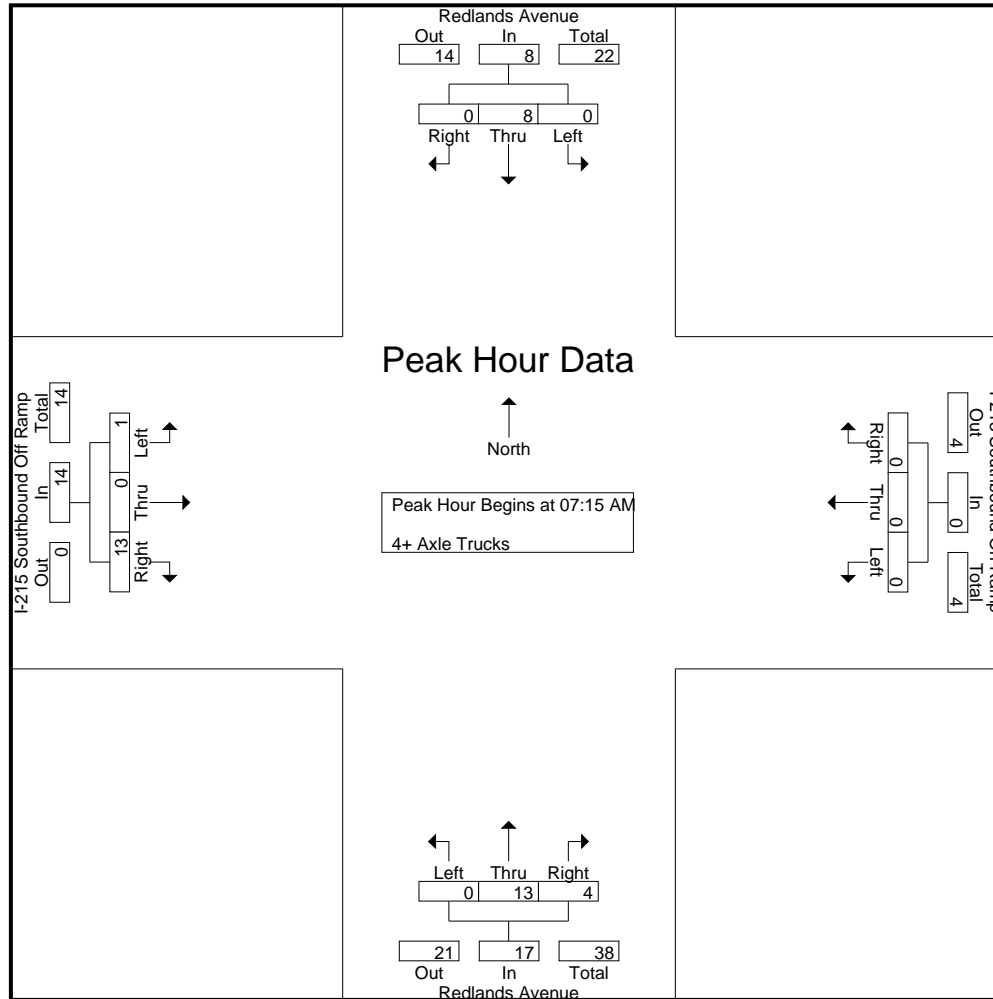 Redlands Avenue
Out In Total
14 8 22
0 8 0
Right Thru Left
Peak Hour Data
North
Peak Hour Begins at 07:15 AM
4+ Axle Trucks
I-215 Southbound Off Ramp
Out In Total
0 14 14
1 0 13
Left Thru Right
Right Thru Left
0 0 0
Out In Total
4 0 4
Southbound On Ramp
Left Thru Right
0 13 4
21 17 38
Out In Total
Redlands Avenue